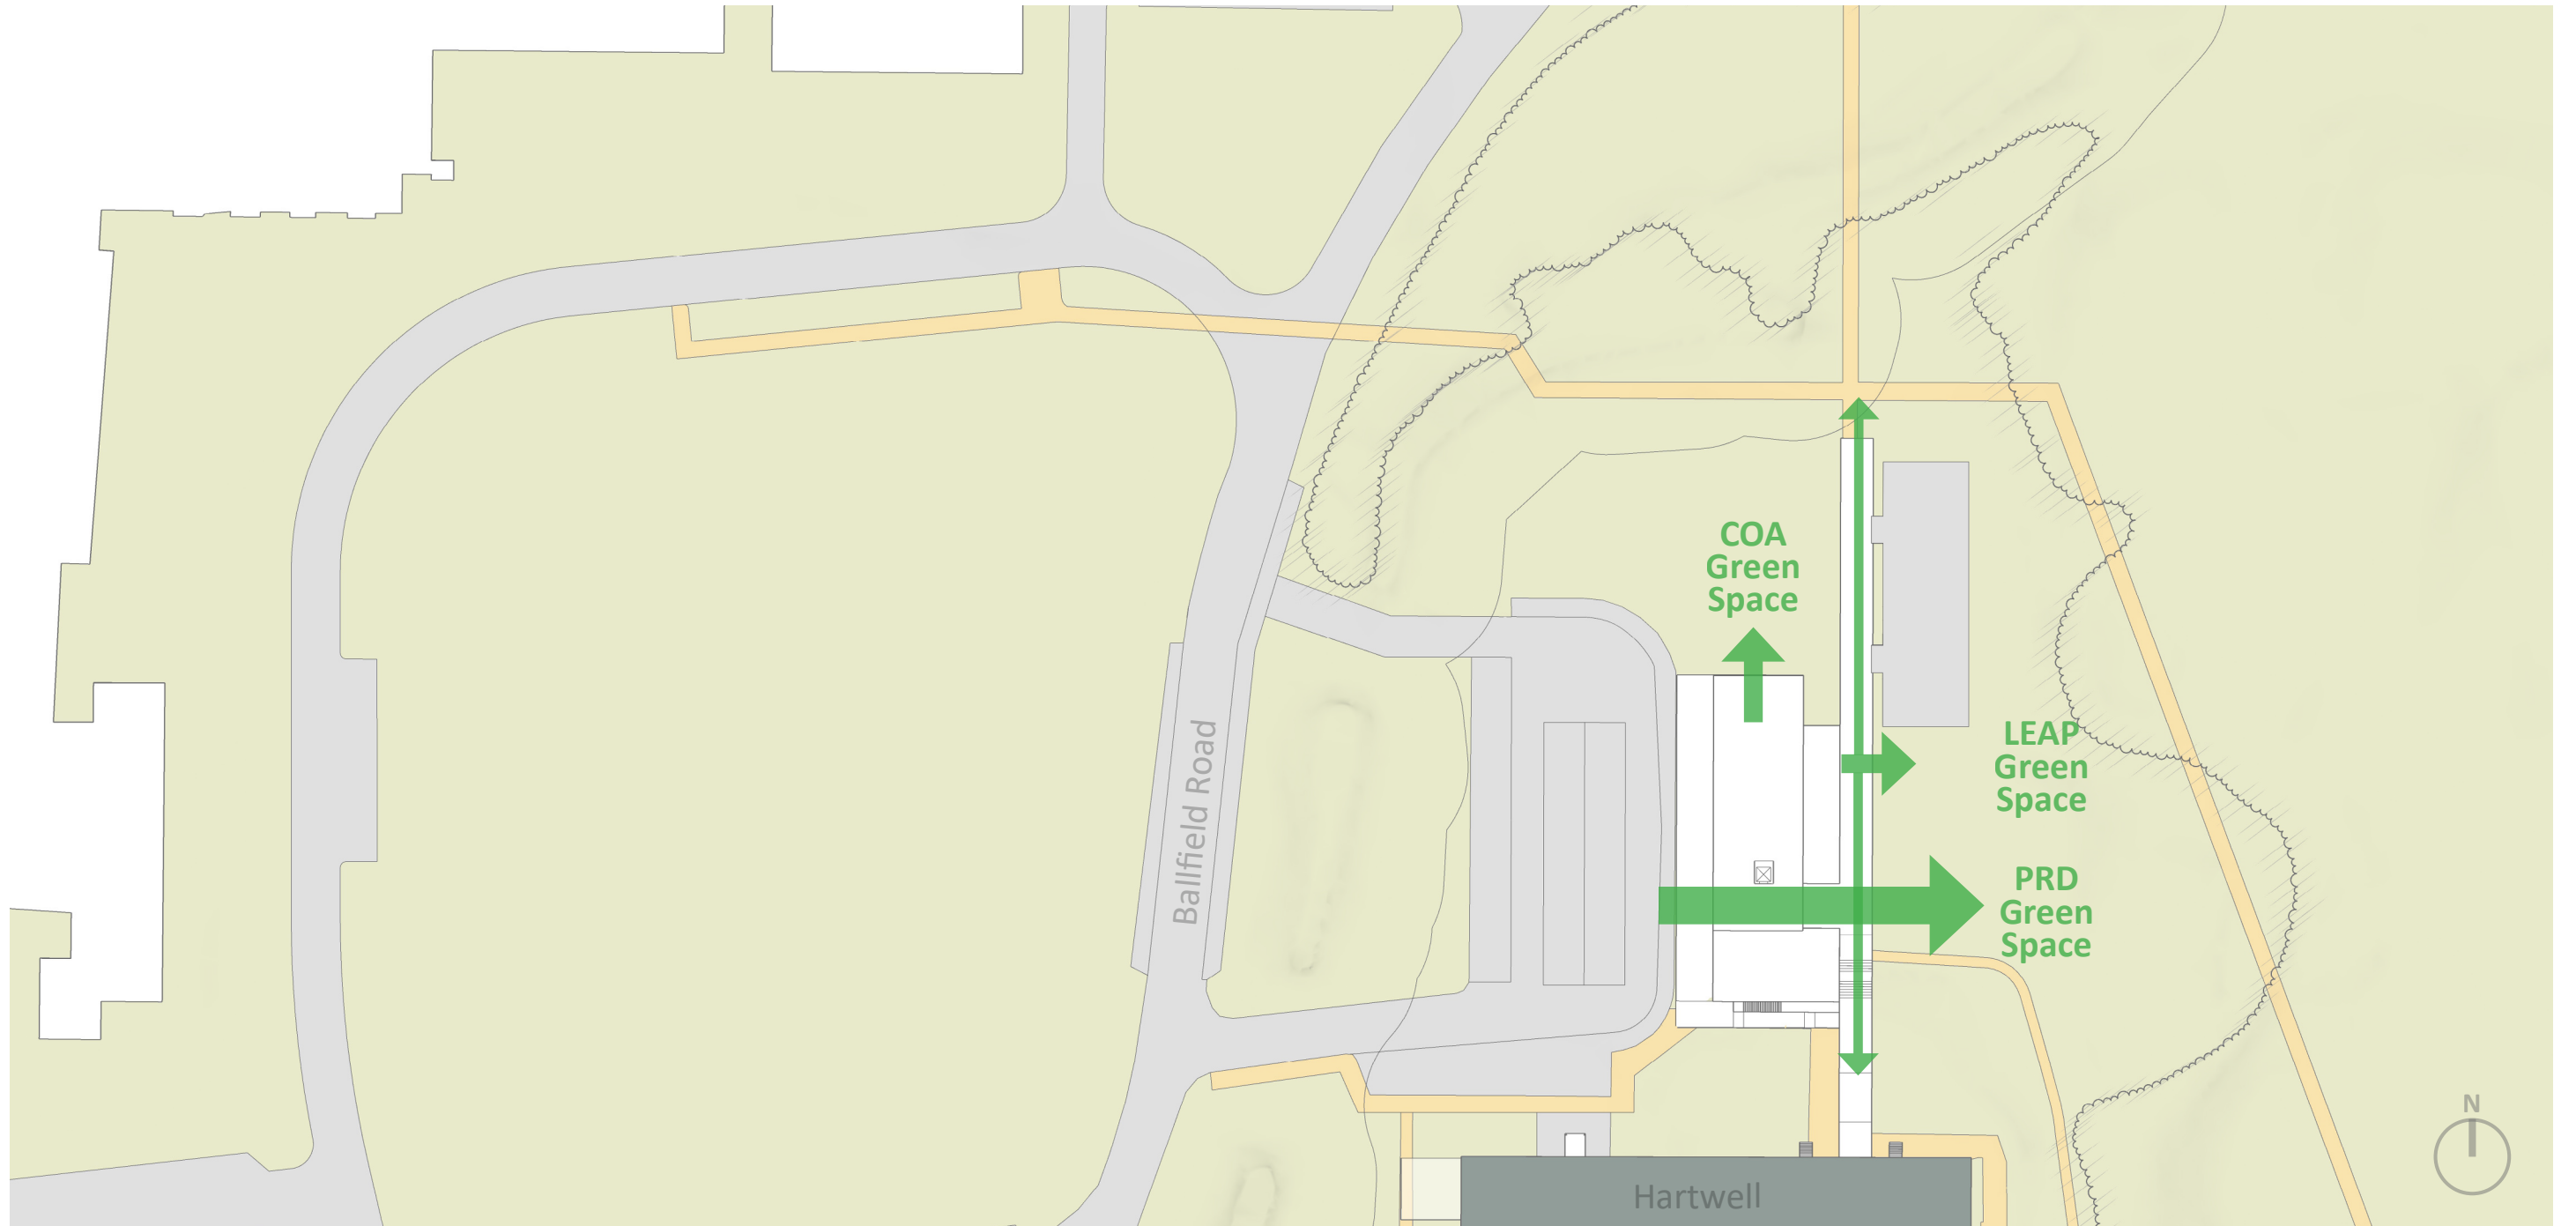 COA
Green
Space
LEAP
Green
Space
PRD
Green
Space
Ballfield Road
Hartwell
N